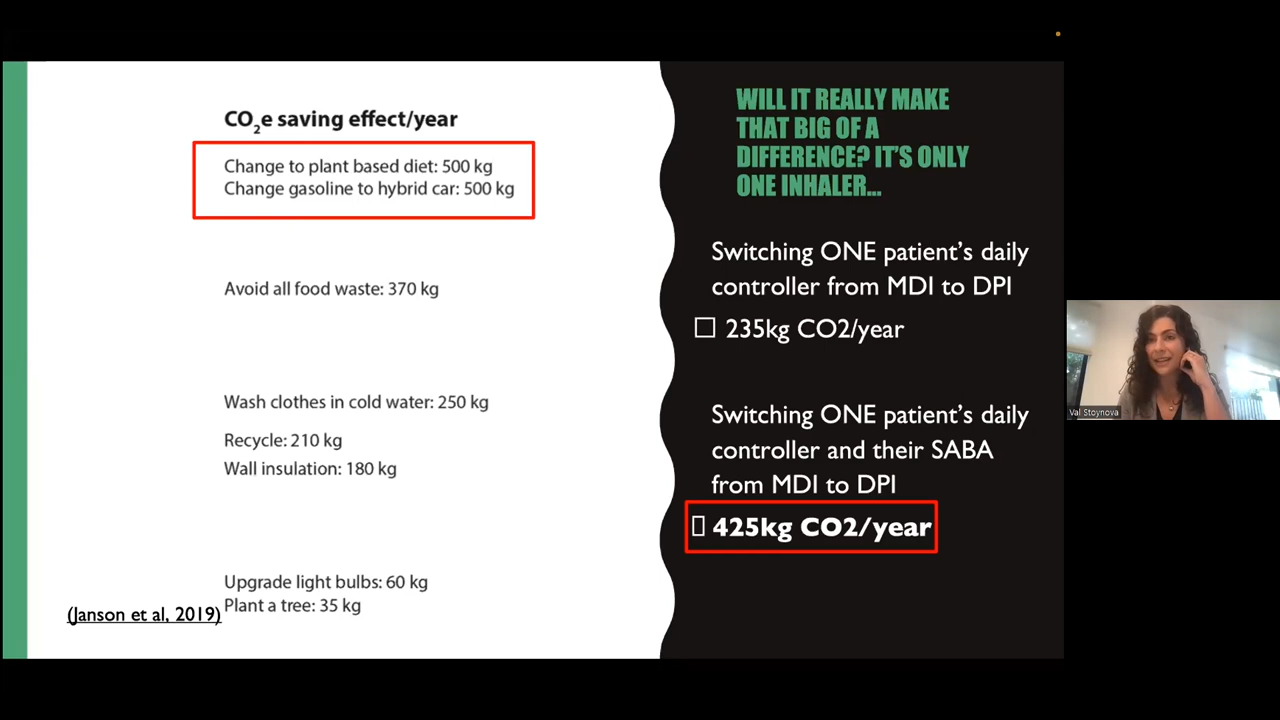 CO2e saving effect/year
Change to plant based diet: 500 kg
Change gasoline to hybrid car: 500 kg
Avoid all food waste: 370 kg
Wash clothes in cold water: 250 kg
Recycle: 210 kg
Wall insulation: 180 kg
Upgrade light bulbs: 60 kg
Plant a tree: 35 kg
(Janson et al, 2019)
WILL IT REALLY MAKE
THAT BIG OF A
DIFFERENCE? IT'S ONLY
ONE INHALER...
Switching ONE patient's daily
controller from MDI to DPI
235kg CO2/year
Switching ONE patient's daily
controller and their SABA
from MDI to DPI
425kg CO2/year
Val Stoynova